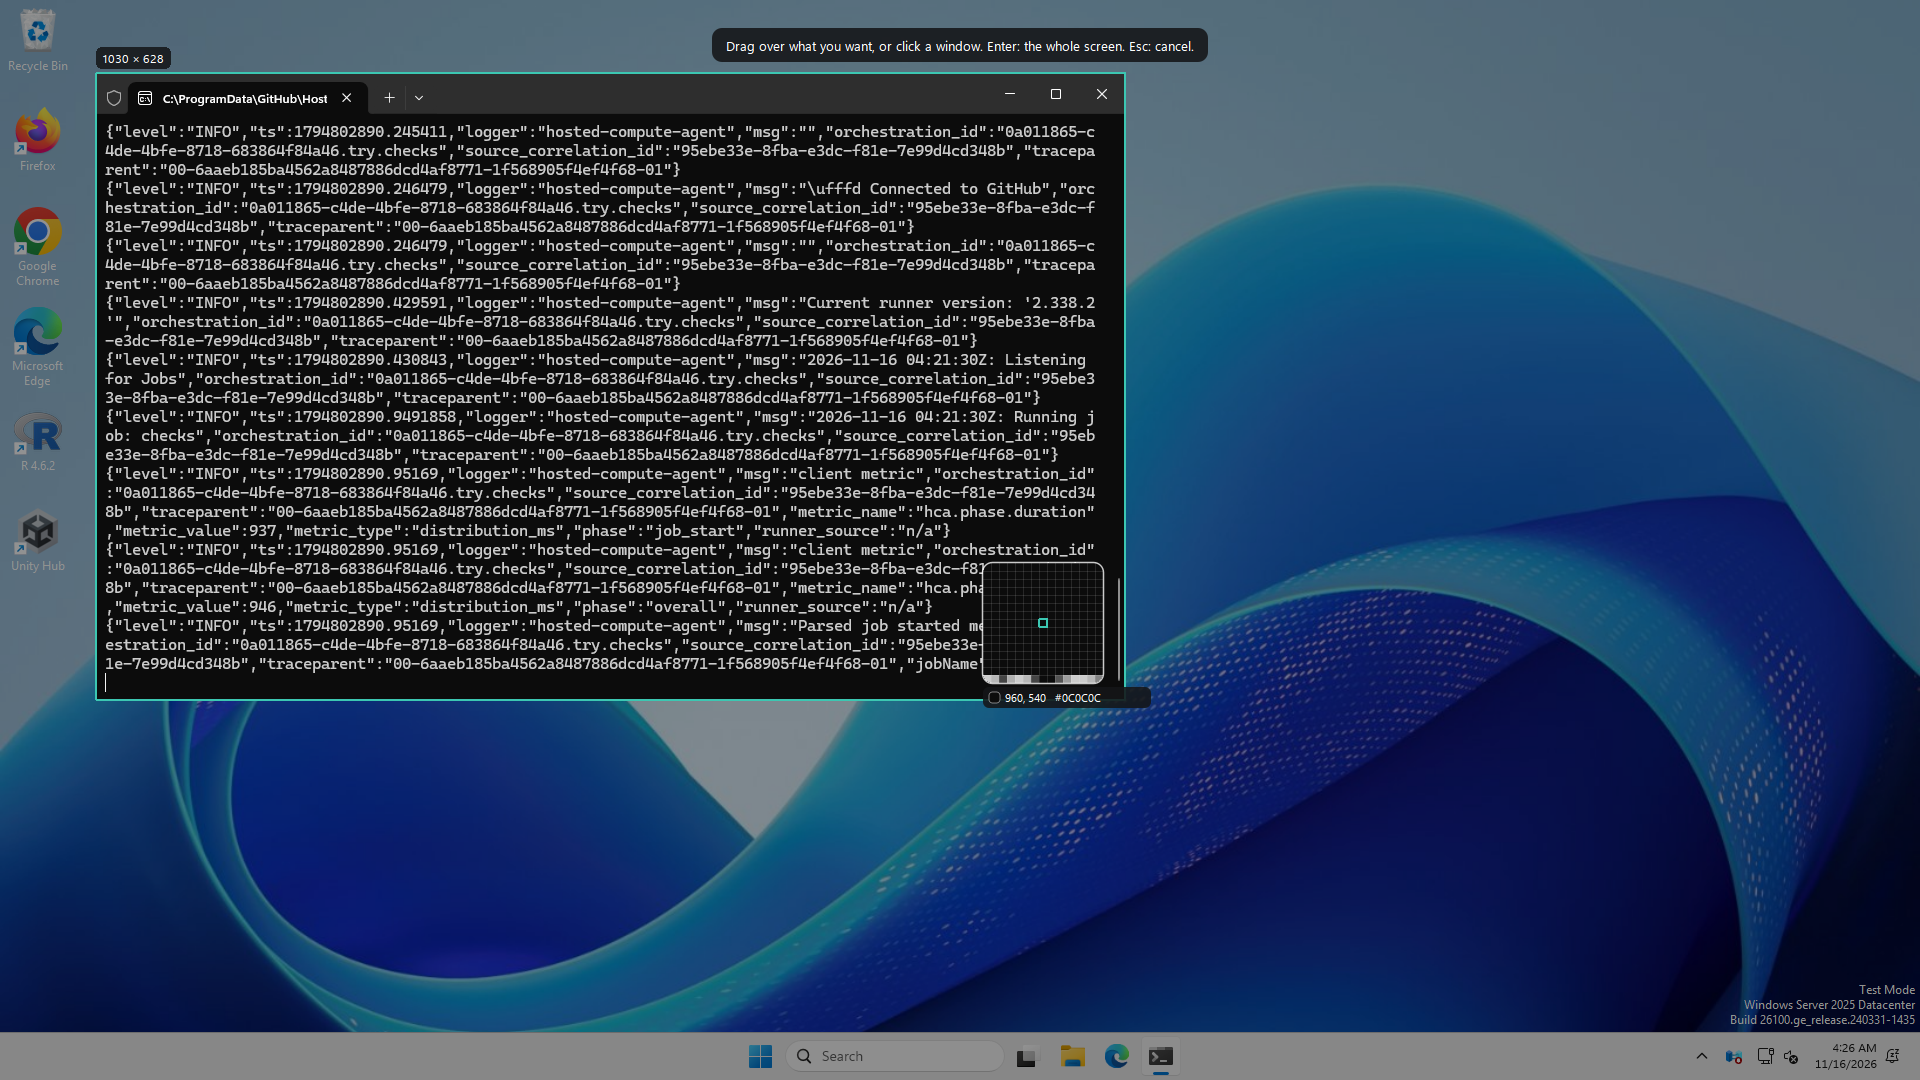 Recycle Bin
Firefox
Google
Chrome
Microsoft
Edge
R 4.6.2
Unity Hub
1030 × 628
Drag over what you want, or click a window. Enter: the whole screen. Esc: cancel.
C:\ProgramData\GitHub\Host
{"level":"INFO","ts":1794802890.245411,"logger":"hosted-compute-agent","msg":"","orchestration_id":"0a011865-c
4de-4bfe-8718-683864f84a46.try.checks","source_correlation_id":"95ebe33e-8fba-e3dc-f81e-7e99d4cd348b","tracepa
rent":"00-6aaeb185ba4562a8487886dcd4af8771-1f568905f4ef4f68-01"}
{"level":"INFO","ts":1794802890.246479,"logger":"hosted-compute-agent","msg":"\ufffd Connected to GitHub","orc
hestration_id":"0a011865-c4de-4bfe-8718-683864f84a46.try.checks","source_correlation_id":"95ebe33e-8fba-e3dc-f
81e-7e99d4cd348b","traceparent":"00-6aaeb185ba4562a8487886dcd4af8771-1f568905f4ef4f68-01"}
{"level":"INFO","ts":1794802890.246479,"logger":"hosted-compute-agent","msg":"","orchestration_id":"0a011865-c
4de-4bfe-8718-683864f84a46.try.checks","source_correlation_id":"95ebe33e-8fba-e3dc-f81e-7e99d4cd348b","tracepa
rent":"00-6aaeb185ba4562a8487886dcd4af8771-1f568905f4ef4f68-01"}
{"level":"INFO","ts":1794802890.429591,"logger":"hosted-compute-agent","msg":"Current runner version: '2.338.2
'","orchestration_id":"0a011865-c4de-4bfe-8718-683864f84a46.try.checks","source_correlation_id":"95ebe33e-8fba
-e3dc-f81e-7e99d4cd348b","traceparent":"00-6aaeb185ba4562a8487886dcd4af8771-1f568905f4ef4f68-01"}
{"level":"INFO","ts":1794802890.430843,"logger":"hosted-compute-agent","msg":"2026-11-16 04:21:30Z: Listening
for Jobs","orchestration_id":"0a011865-c4de-4bfe-8718-683864f84a46.try.checks","source_correlation_id":"95ebe3
3e-8fba-e3dc-f81e-7e99d4cd348b","traceparent":"00-6aaeb185ba4562a8487886dcd4af8771-1f568905f4ef4f68-01"}
{"level":"INFO","ts":1794802890.9491858,"logger":"hosted-compute-agent","msg":"2026-11-16 04:21:30Z: Running j
ob: checks","orchestration_id":"0a011865-c4de-4bfe-8718-683864f84a46.try.checks","source_correlation_id":"95eb
e33e-8fba-e3dc-f81e-7e99d4cd348b","traceparent":"00-6aaeb185ba4562a8487886dcd4af8771-1f568905f4ef4f68-01"}
{"level":"INFO","ts":1794802890.95169,"logger":"hosted-compute-agent","msg":"client metric","orchestration_id"
:"0a011865-c4de-4bfe-8718-683864f84a46.try.checks","source_correlation_id":"95ebe33e-8fba-e3dc-f81e-7e99d4cd34
8b","traceparent":"00-6aaeb185ba4562a8487886dcd4af8771-1f568905f4ef4f68-01","metric_name":"hca.phase.duration"
,"metric_value":937,"metric_type":"distribution_ms","phase":"job_start","runner_source":"n/a"}
{"level":"INFO","ts":1794802890.95169,"logger":"hosted-compute-agent","msg":"client metric","orchestration_id"
:"0a011865-c4de-4bfe-8718-683864f84a46.try.checks","source_correlation_id":"95ebe33e-8fba-e3dc-f81
8b","traceparent":"00-6aaeb185ba4562a8487886dcd4af8771-1f568905f4ef4f68-01","metric_name":"hca.pha
,"metric_value":946,"metric_type":"distribution_ms","phase":"overall","runner_source":"n/a"}
{"level":"INFO","ts":1794802890.95169,"logger":"hosted-compute-agent","msg":"Parsed job started me
estration_id":"0a011865-c4de-4bfe-8718-683864f84a46.try.checks","source_correlation_id":"95ebe33e-
1e-7e99d4cd348b","traceparent":"00-6aaeb185ba4562a8487886dcd4af8771-1f568905f4ef4f68-01","jobName"
960, 540 #0C0C0C
Test Mode
Windows Server 2025 Datacenter
Build 26100.ge_release.240331-1435
Search
4:26 AM
11/16/2026